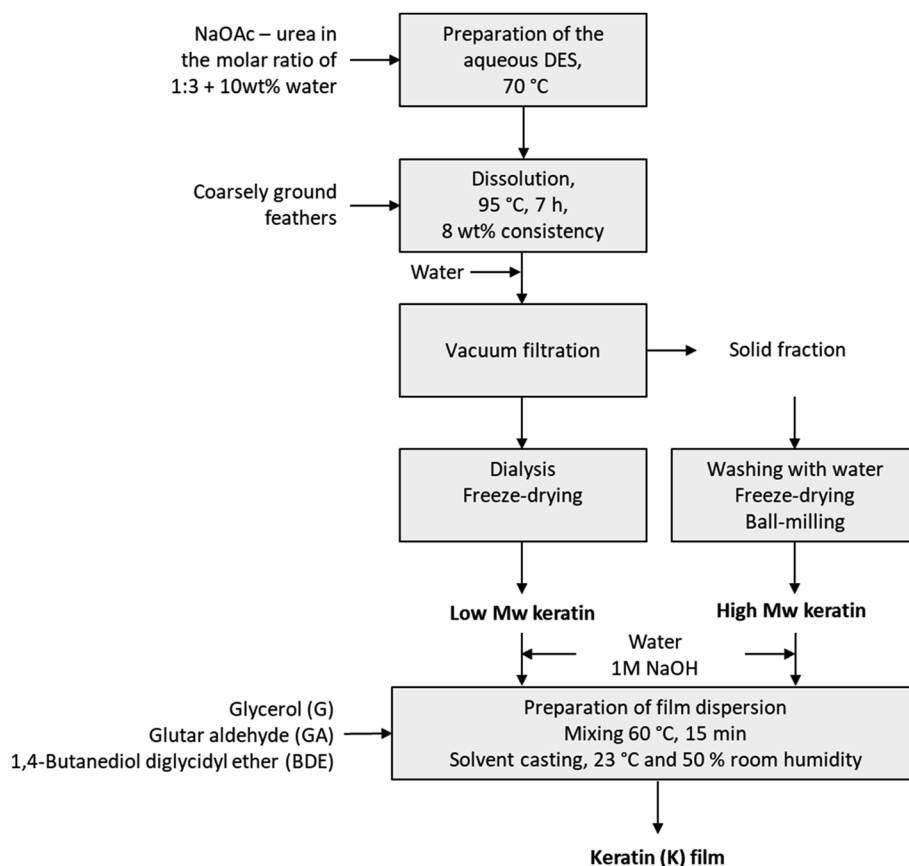 NaOAc – urea in
the molar ratio of
1:3 + 10wt% water
Preparation of the
aqueous DES,
70 °C
Coarsely ground
feathers
Dissolution,
95 °C, 7 h,
8 wt% consistency
Water
Vacuum filtration
Solid fraction
Dialysis
Freeze-drying
Washing with water
Freeze-drying
Ball-milling
Low Mw keratin
High Mw keratin
Water
1M NaOH
Glycerol (G)
Glutar aldehyde (GA)
1,4-Butanediol diglycidyl ether (BDE)
Preparation of film dispersion
Mixing 60 °C, 15 min
Solvent casting, 23 °C and 50 % room humidity
Keratin (K) film